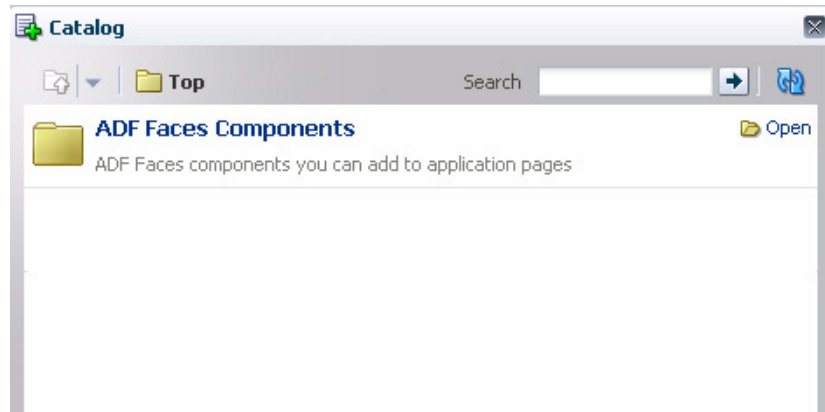 Catalog
Top Search
ADF Faces Components Open
ADF Faces components you can add to application pages